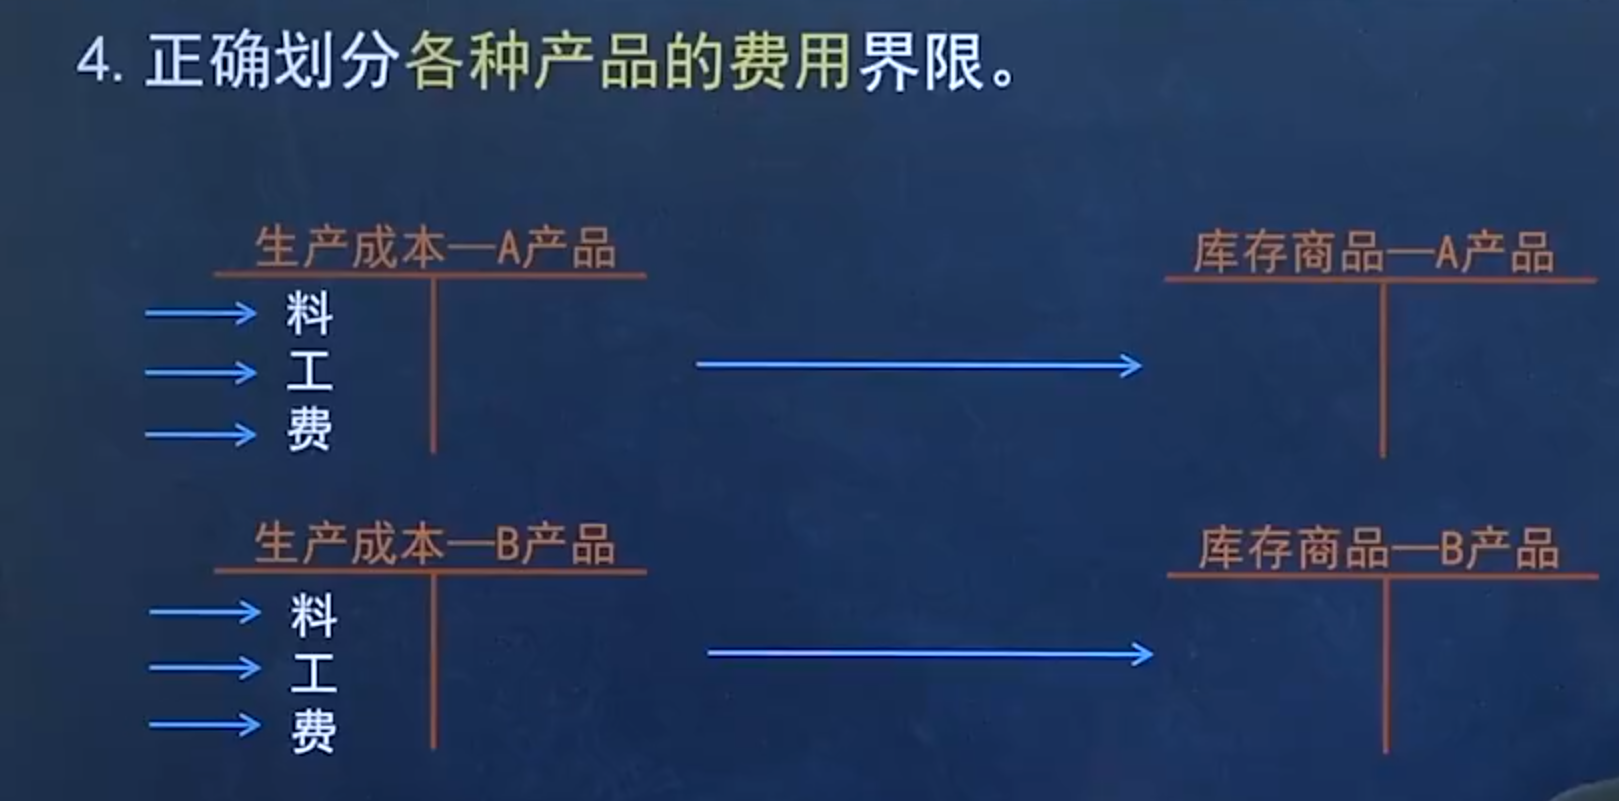 4. 正确划分各种产品的费用界限。
生产成本—A产品
料
工
费
库存商品—A产品
生产成本—B产品
料
工
费
库存商品—B产品